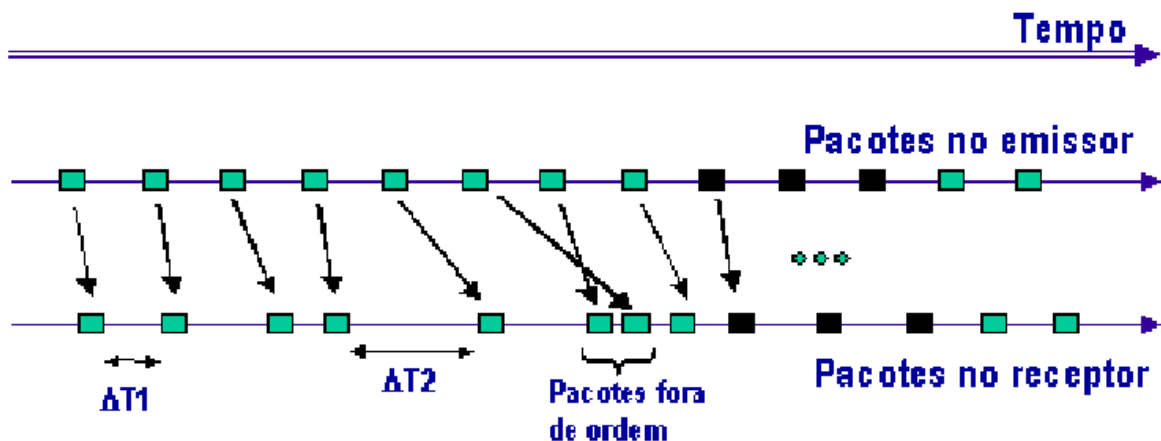 Tempo
Pacotes no emissor
ΔT1
ΔT2
Pacotes fora
de ordem
Pacotes no receptor